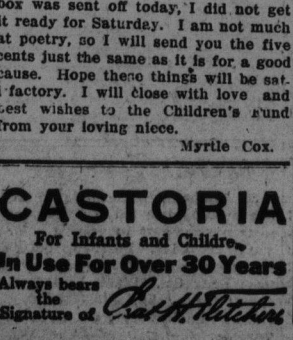 box was sent off today, I did not get
it ready for Saturday. I am not much
at poetry, so I will send you the five
cents just the same as it is for a good
cause. Hope these things will be sat-
factory. I will close with love and
best wishes to the Children's Fund
from your loving niece.
Myrtle Cox.
CASTORIA
For Infants and Children
In Use For Over 30 Years
Always bears
the
Signature of
Chas. H. Fletcher